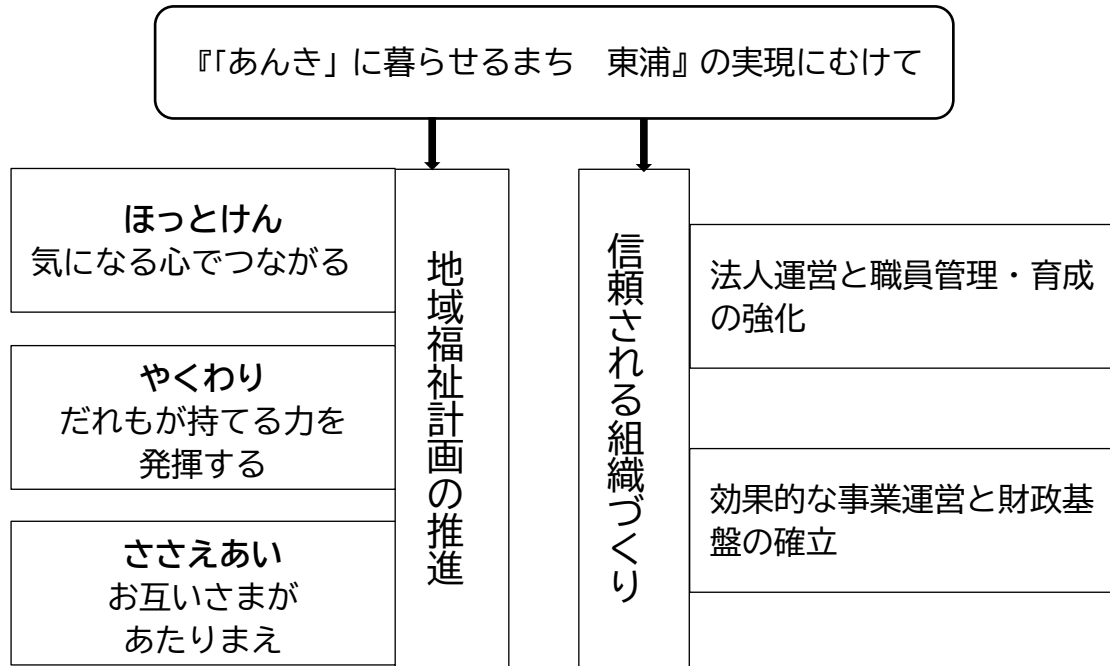 『「あんき」に暮らせるまち　東浦』の実現にむけて
ほっとけん
気になる心でつながる
やくわり
だれもが持てる力を
発揮する
ささえあい
お互いさまが
あたりまえ
地域福祉計画の推進
信頼される組織づくり
法人運営と職員管理・育成
の強化
効果的な事業運営と財政基
盤の確立